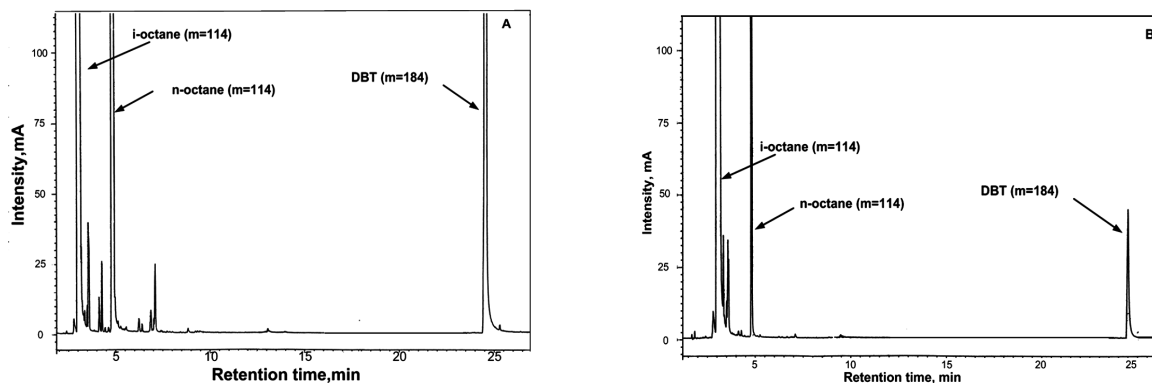 A
i-octane (m=114)
100
DBT (m=184)
n-octane (m=114)
75
Intensity,mA
50
25
0
5
10
15
20
25
Retention time,min
B
100
75
i-octane (m=114)
Intensity, mA
50
DBT (m=184)
n-octane (m=114)
25
0
5
10
15
20
25
Retention time, min